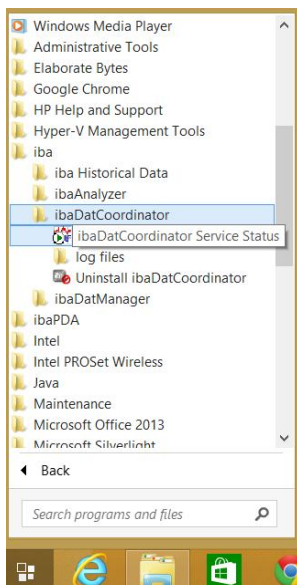 Windows Media Player
Administrative Tools
Elaborate Bytes
Google Chrome
HP Help and Support
Hyper-V Management Tools
iba
iba Historical Data
ibaAnalyzer
ibaDatCoordinator
ibaDatCoordinator Service Status
log files
Uninstall ibaDatCoordinator
ibaDatManager
ibaPDA
Intel
Intel PROSet Wireless
Java
Maintenance
Microsoft Office 2013
Microsoft Silverlight
Back
Search programs and files